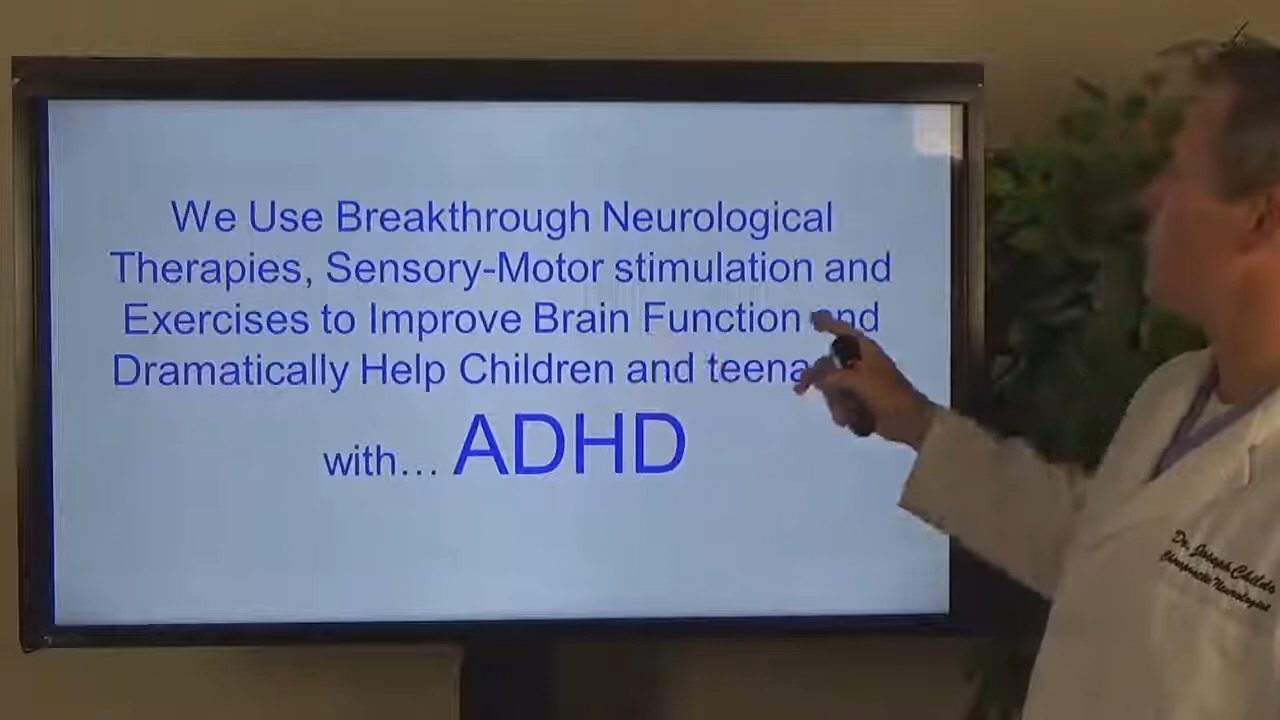 We Use Breakthrough Neurological
Therapies, Sensory-Motor stimulation and
Exercises to Improve Brain Function and
Dramatically Help Children and
with... ADHD
Dr. Joseph Childs
Chiropractic Neurologist